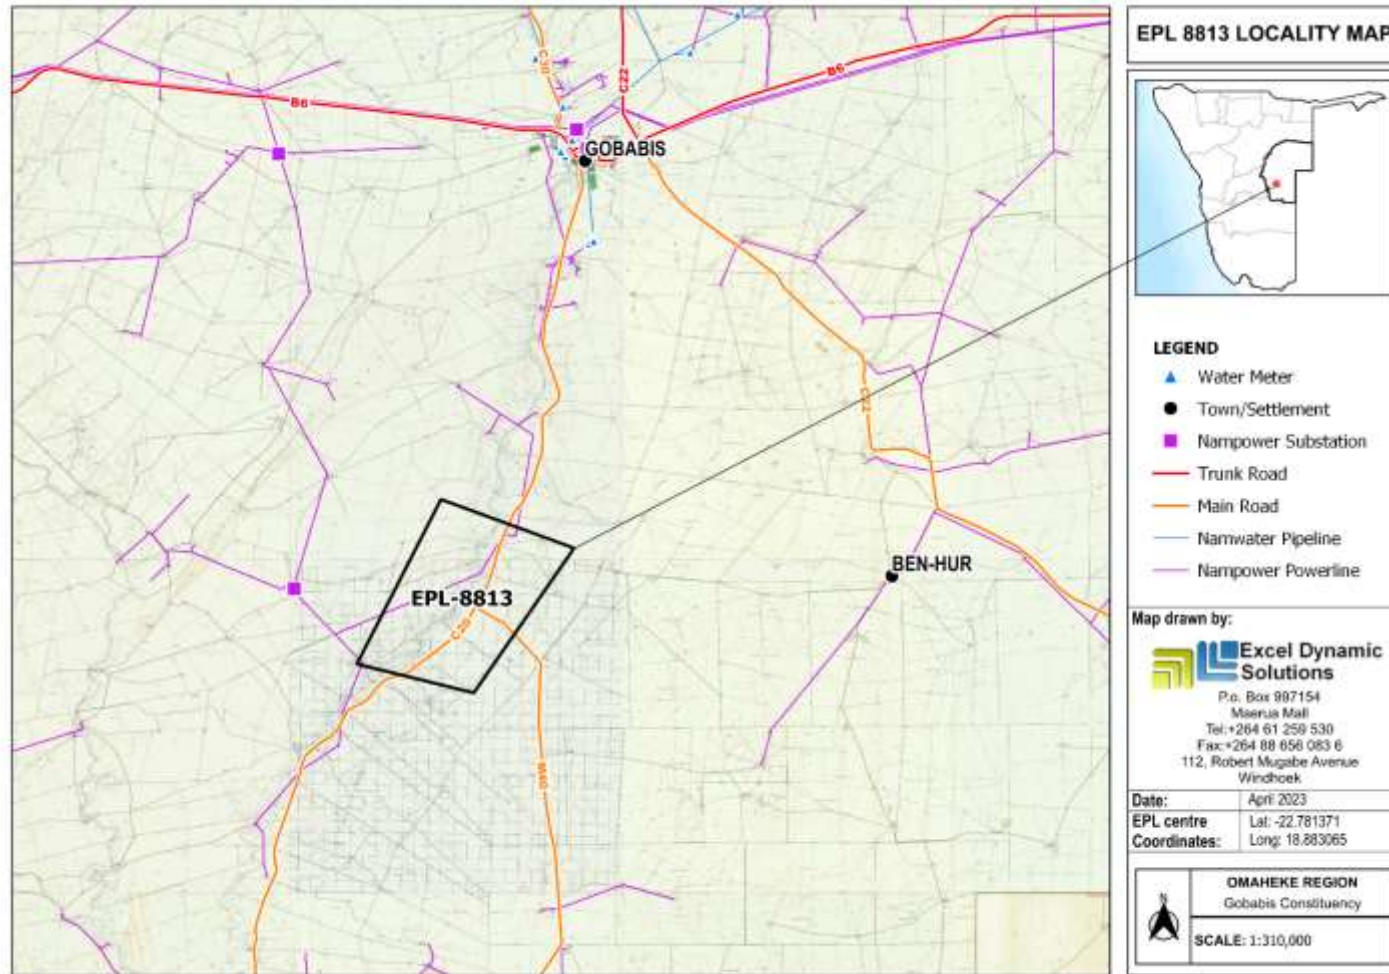 EPL 8813 LOCALITY MAP
B6
C30
C22
B6
GOBABIS
C22
BEN-HUR
EPL-8813
C20
LEGEND
Water Meter
Town/Settlement
Nampower Substation
Trunk Road
Main Road
Namwater Pipeline
Nampower Powerline
Map drawn by:
Excel Dynamic
Solutions
P.o. Box 997154
Maerua Mall
Tel:+264 61 259 530
Fax:+264 88 656 083 6
112, Robert Mugabe Avenue
Windhoek
Date: April 2023
EPL centre Lat: -22.781371
Coordinates: Long: 18.883065
N
OMAHEKE REGION
Gobabis Constituency
SCALE: 1:310,000